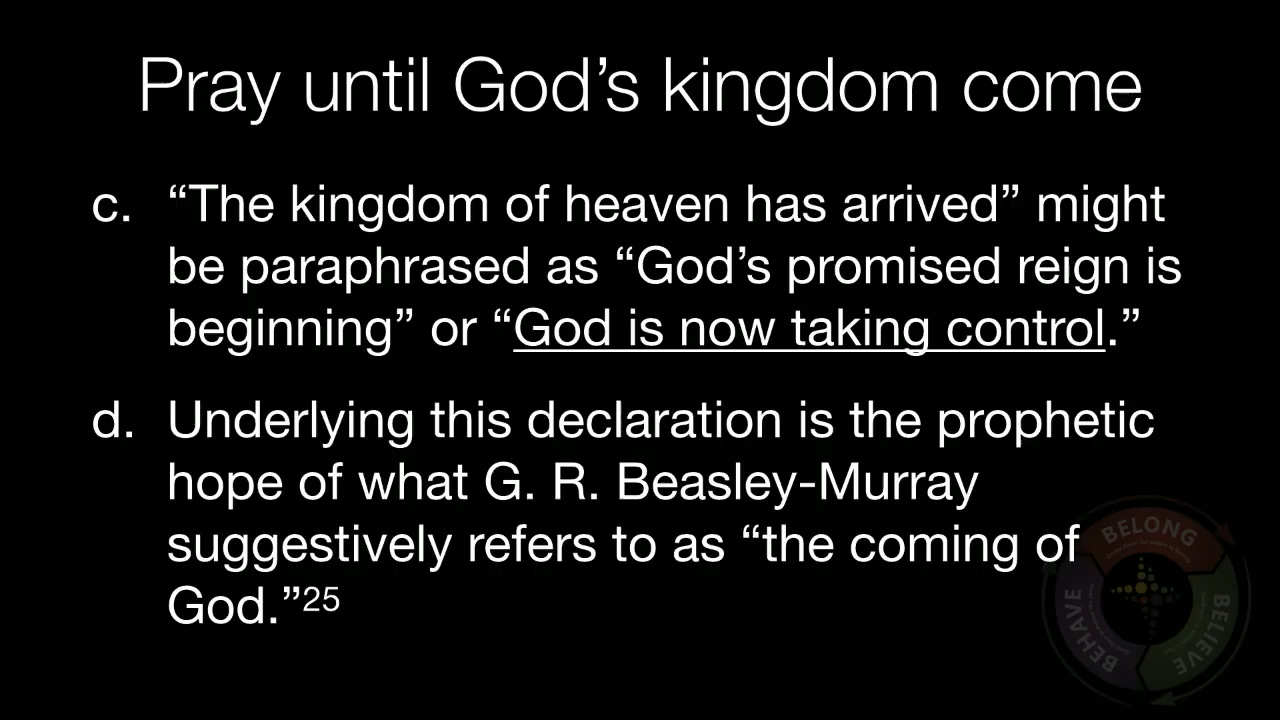 Pray until God’s kingdom come
c. “The kingdom of heaven has arrived” might
be paraphrased as “God’s promised reign is
beginning” or “God is now taking control.”
d. Underlying this declaration is the prophetic
hope of what G. R. Beasley-Murray
suggestively refers to as “the coming of
God.”25
BELONG
BELIEVE
BEHAVE